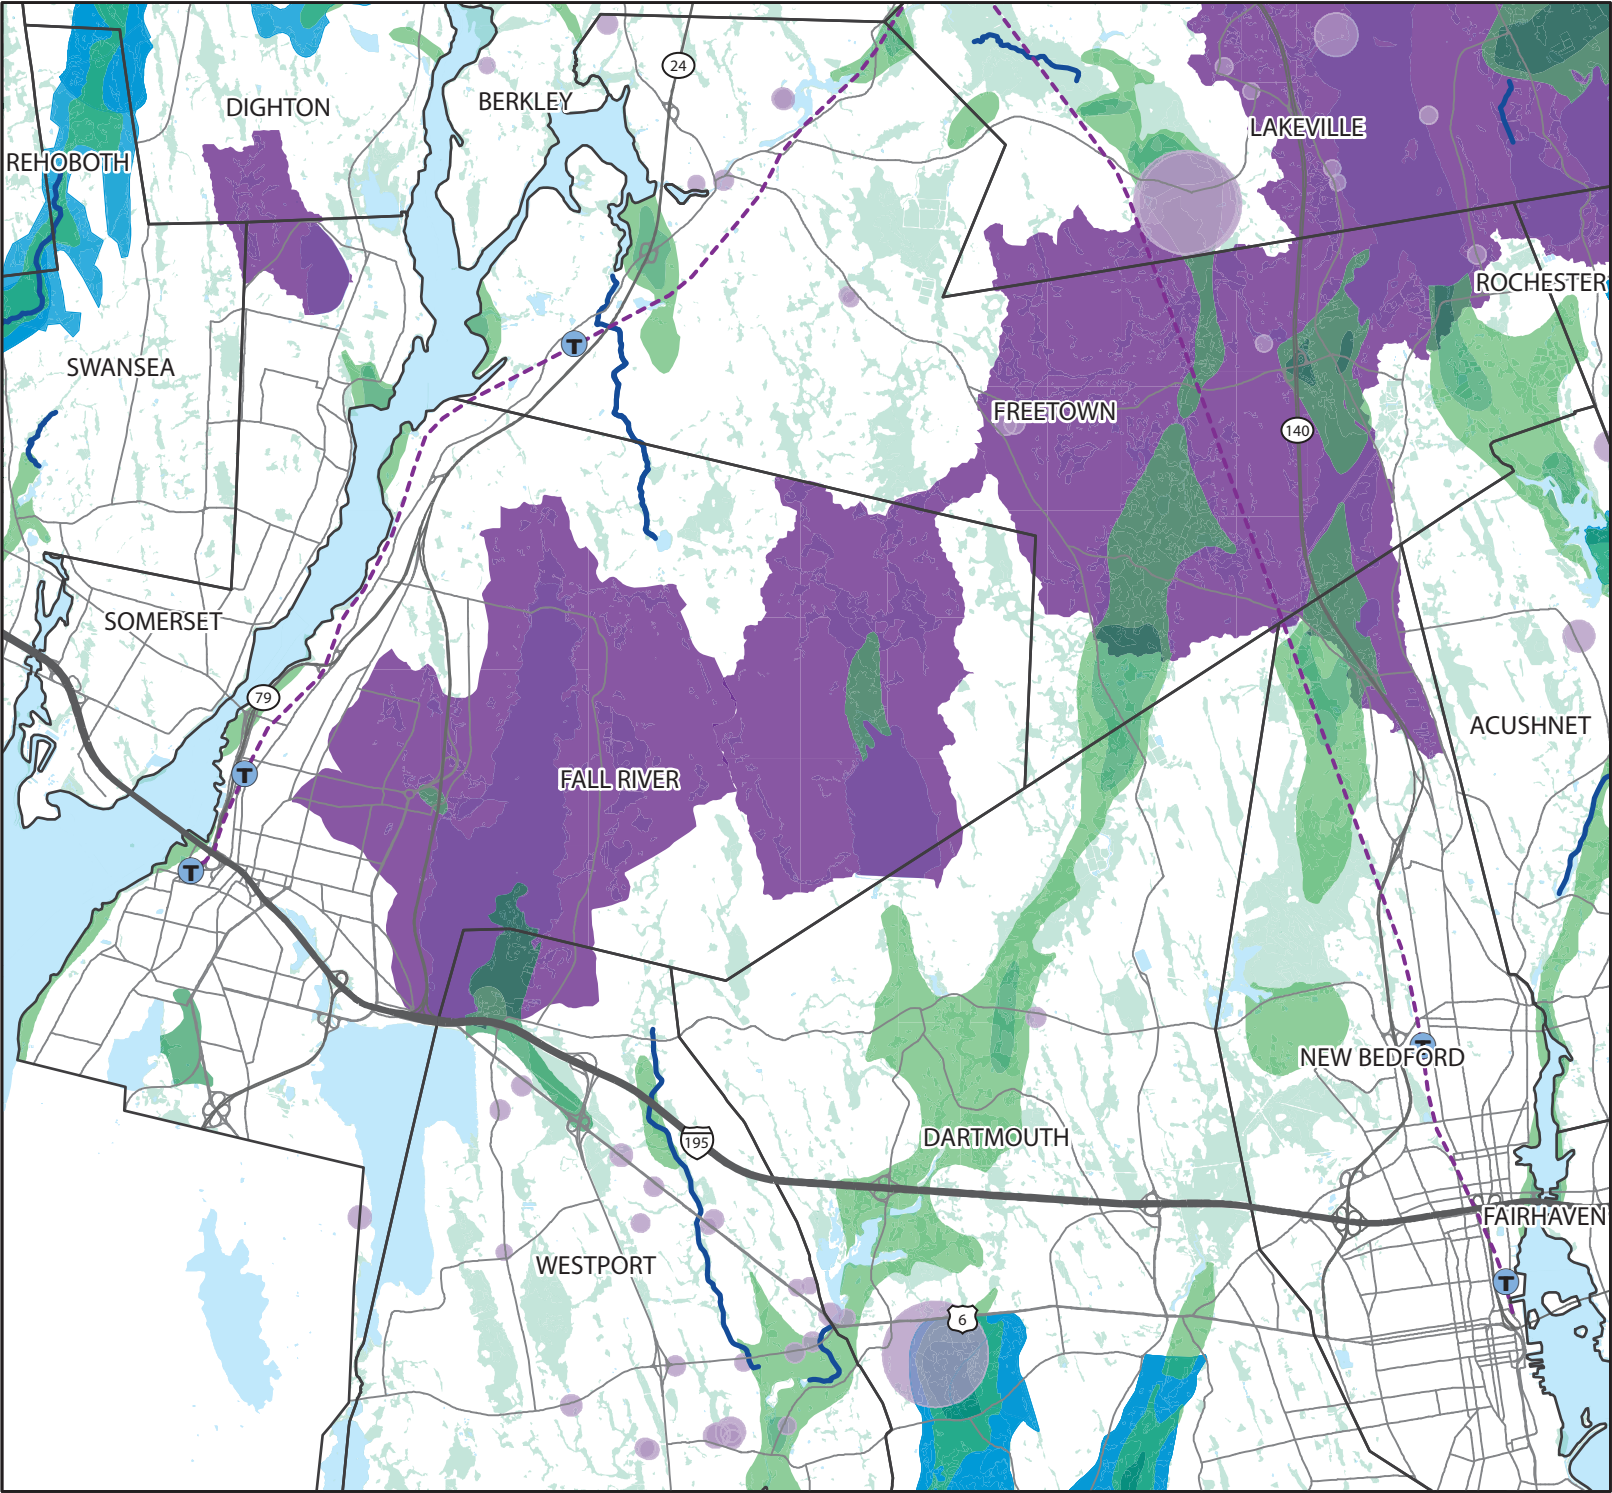 24
DIGHTON
BERKLEY
LAKEVILLE
REHOBOTH
ROCHESTER
T
SWANSEA
FREETOWN
140
SOMERSET
79
ACUSHNET
T
FALL RIVER
T
T
NEW BEDFORD
DARTMOUTH
195
FAIRHAVEN
WESTPORT
T
6